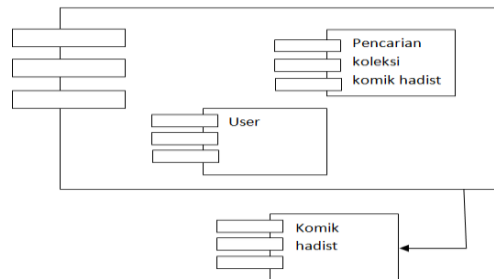 Pencarian
koleksi
komik hadist
User
Komik
hadist